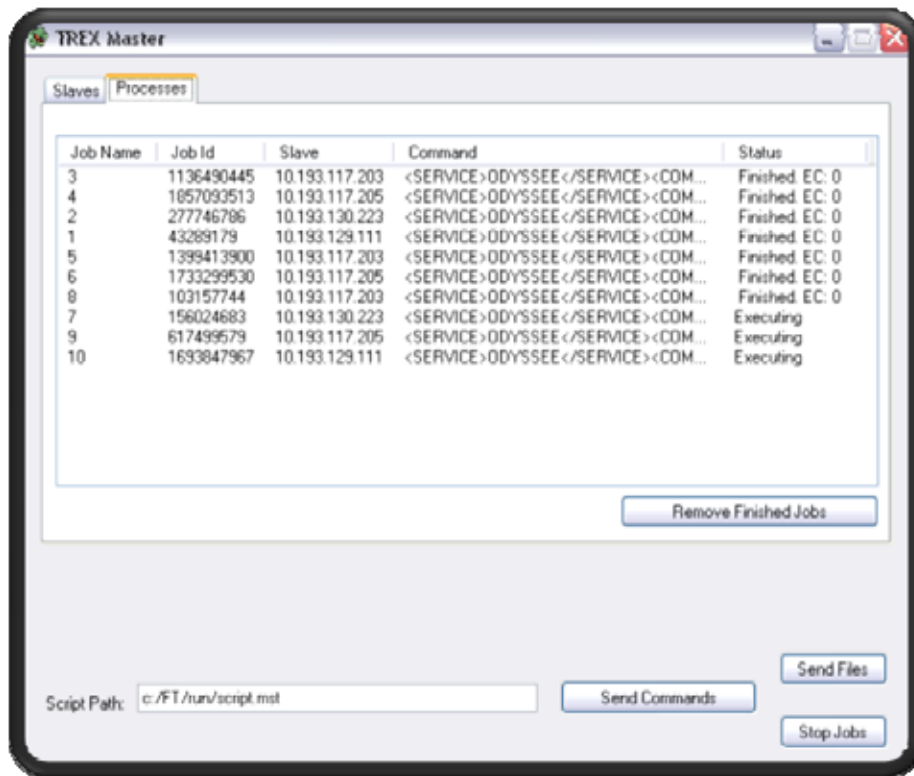 TREX Master
Slaves Processes
Job Name Job Id Slave Command Status
3 1136490445 10.193.117.203 <SERVICE>ODYSSEE</SERVICE><COM... Finished. EC: 0
4 1857093513 10.193.117.205 <SERVICE>ODYSSEE</SERVICE><COM... Finished. EC: 0
2 277746786 10.193.130.223 <SERVICE>ODYSSEE</SERVICE><COM... Finished. EC: 0
1 43289179 10.193.129.111 <SERVICE>ODYSSEE</SERVICE><COM... Finished. EC: 0
5 1399413900 10.193.117.203 <SERVICE>ODYSSEE</SERVICE><COM... Finished. EC: 0
6 1733299530 10.193.117.205 <SERVICE>ODYSSEE</SERVICE><COM... Finished. EC: 0
8 103157744 10.193.117.203 <SERVICE>ODYSSEE</SERVICE><COM... Finished. EC: 0
7 156024683 10.193.130.223 <SERVICE>ODYSSEE</SERVICE><COM... Executing
9 617499579 10.193.117.205 <SERVICE>ODYSSEE</SERVICE><COM... Executing
10 1693847967 10.193.129.111 <SERVICE>ODYSSEE</SERVICE><COM... Executing
Remove Finished Jobs
Send Files
Script Path: c:/FT/run/script.mst Send Commands
Stop Jobs